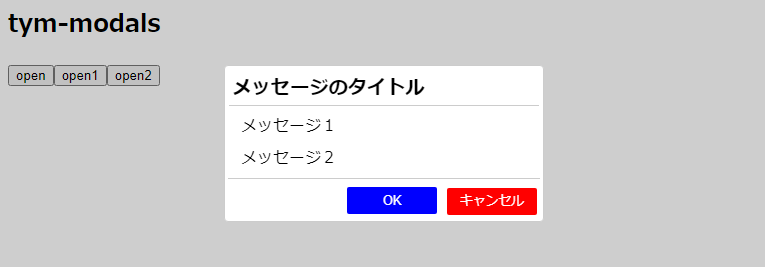 tym-modals
open open1 open2
メッセージのタイトル
メッセージ１
メッセージ２
OK キャンセル